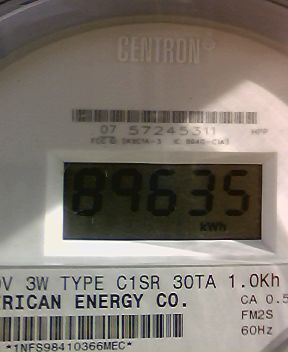 CENTRON
07 57245311
89635
kWh
V 3W TYPE C1SR 30TA 1.0Kh
ERICAN ENERGY CO.
CA 0.5
FM2S
60Hz
*1NFS98410366MEC*